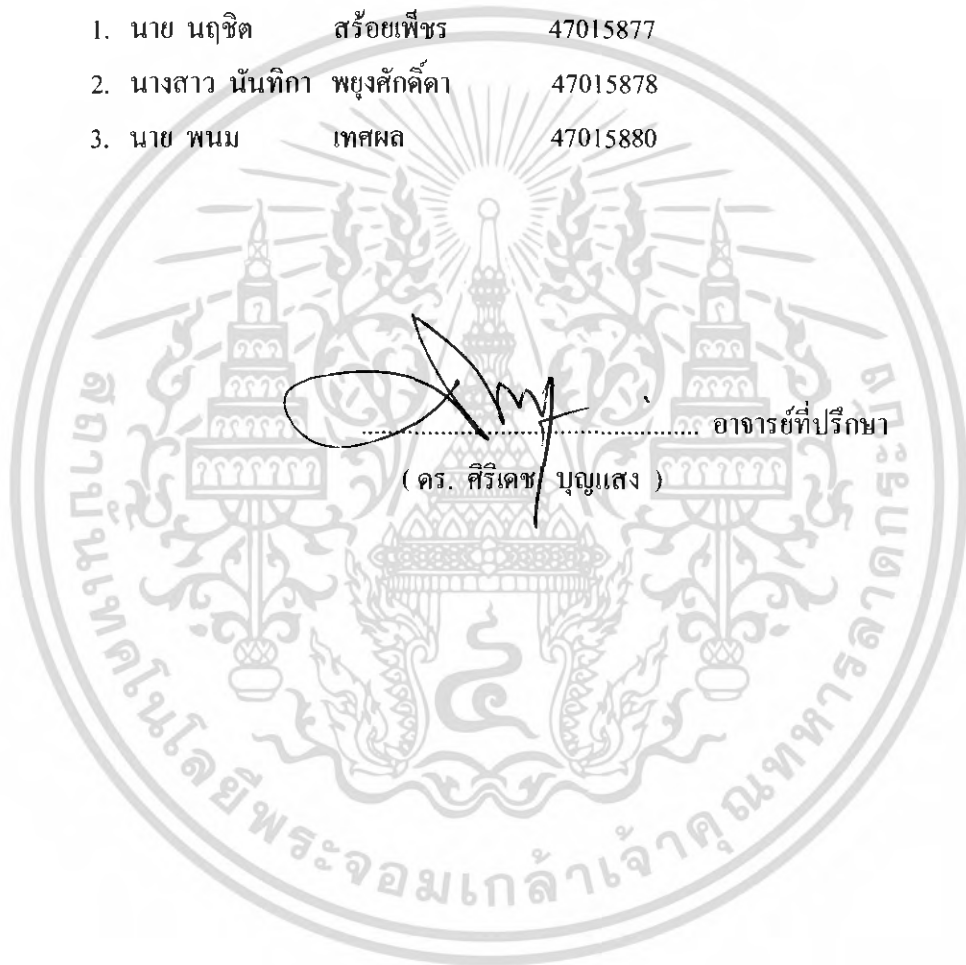 1. นาย นฤชิต สร้อยเพ็ชร 47015877
2. นางสาว นันทิกา พยุงศักดิ์ดา 47015878
3. นาย พนม เทศผล 47015880
อาจารย์ที่ปรึกษา
( ดร. ศิริเดช บุญแสง )
สถาบันเทคโนโลยีพระจอมเกล้าเจ้าคุณทหารลาดกระบัง